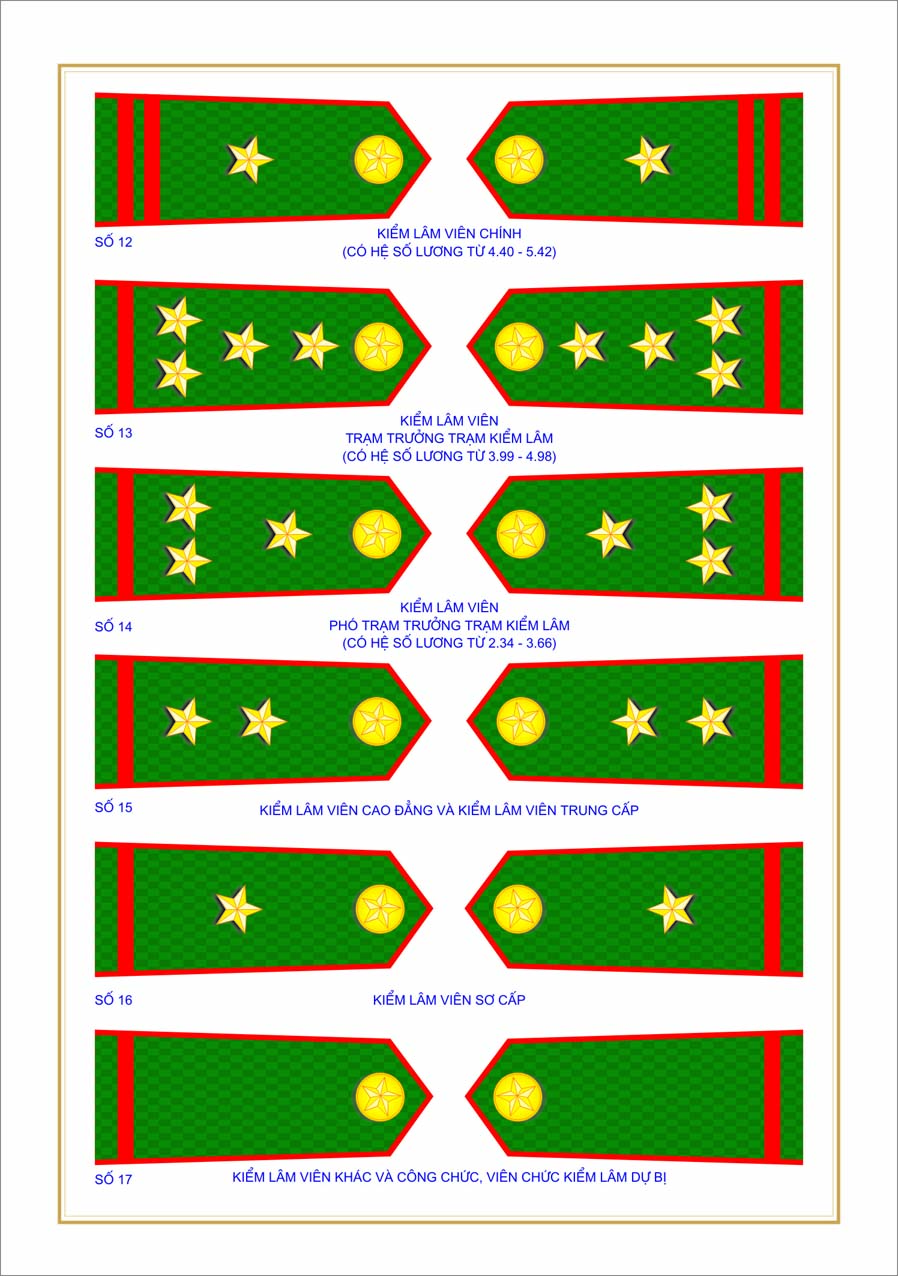 SỐ 12
KIỂM LÂM VIÊN CHÍNH
(CÓ HỆ SỐ LƯƠNG TỪ 4.40 - 5.42)
SỐ 13
KIỂM LÂM VIÊN
TRẠM TRƯỞNG TRẠM KIỂM LÂM
(CÓ HỆ SỐ LƯƠNG TỪ 3.99 - 4.98)
SỐ 14
KIỂM LÂM VIÊN
PHÓ TRẠM TRƯỞNG TRẠM KIỂM LÂM
(CÓ HỆ SỐ LƯƠNG TỪ 2.34 - 3.66)
SỐ 15
KIỂM LÂM VIÊN CAO ĐẲNG VÀ KIỂM LÂM VIÊN TRUNG CẤP
SỐ 16
KIỂM LÂM VIÊN SƠ CẤP
SỐ 17
KIỂM LÂM VIÊN KHÁC VÀ CÔNG CHỨC, VIÊN CHỨC KIỂM LÂM DỰ BỊ